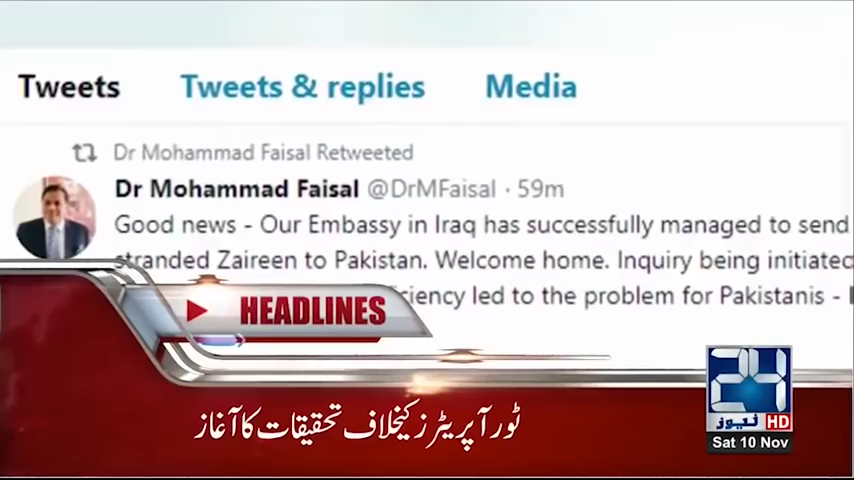 Tweets Tweets & replies Media
Dr Mohammad Faisal Retweeted
Dr Mohammad Faisal @DrMFaisal · 59m
Good news - Our Embassy in Iraq has successfully managed to send
stranded Zaireen to Pakistan. Welcome home. Inquiry being initiated
led to the problem for Pakistanis -
HEADLINES
24
نیوز HD
ٹور آپریٹرز کیخلاف تحقیقات کا آغاز
Sat 10 Nov